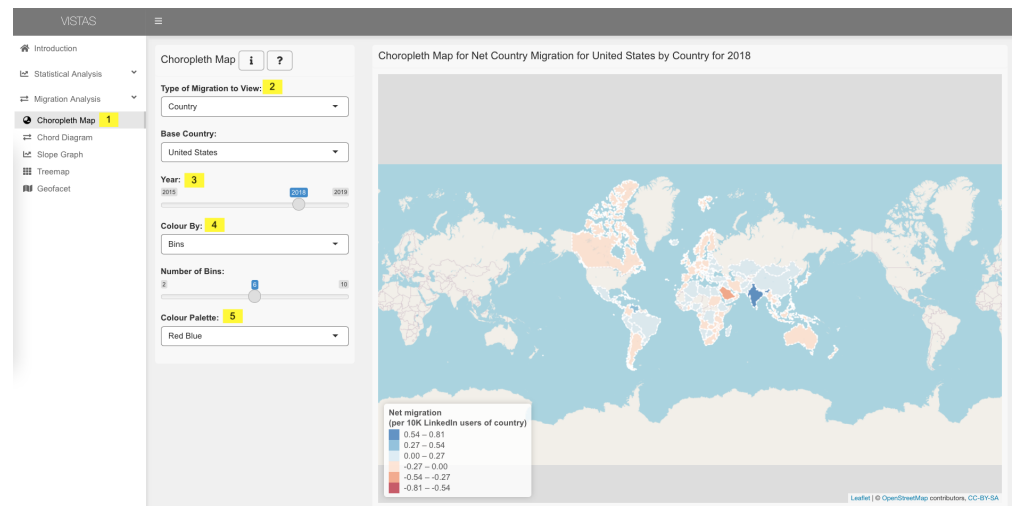 VISTAS
Introduction
Statistical Analysis
Migration Analysis
Choropleth Map 1
Chord Diagram
Slope Graph
Treemap
Geofacet
Choropleth Map i ?
Type of Migration to View: 2
Country
Base Country:
United States
Year: 3
2015 2018 2019
Colour By: 4
Bins
Number of Bins:
2 6 10
Colour Palette: 5
Red Blue
Choropleth Map for Net Country Migration for United States by Country for 2018
Net migration
(per 10K LinkedIn users of country)
0.54 – 0.81
0.27 – 0.54
0.00 – 0.27
-0.27 – 0.00
-0.54 – -0.27
-0.81 – -0.54
Leaflet | © OpenStreetMap contributors, CC-BY-SA